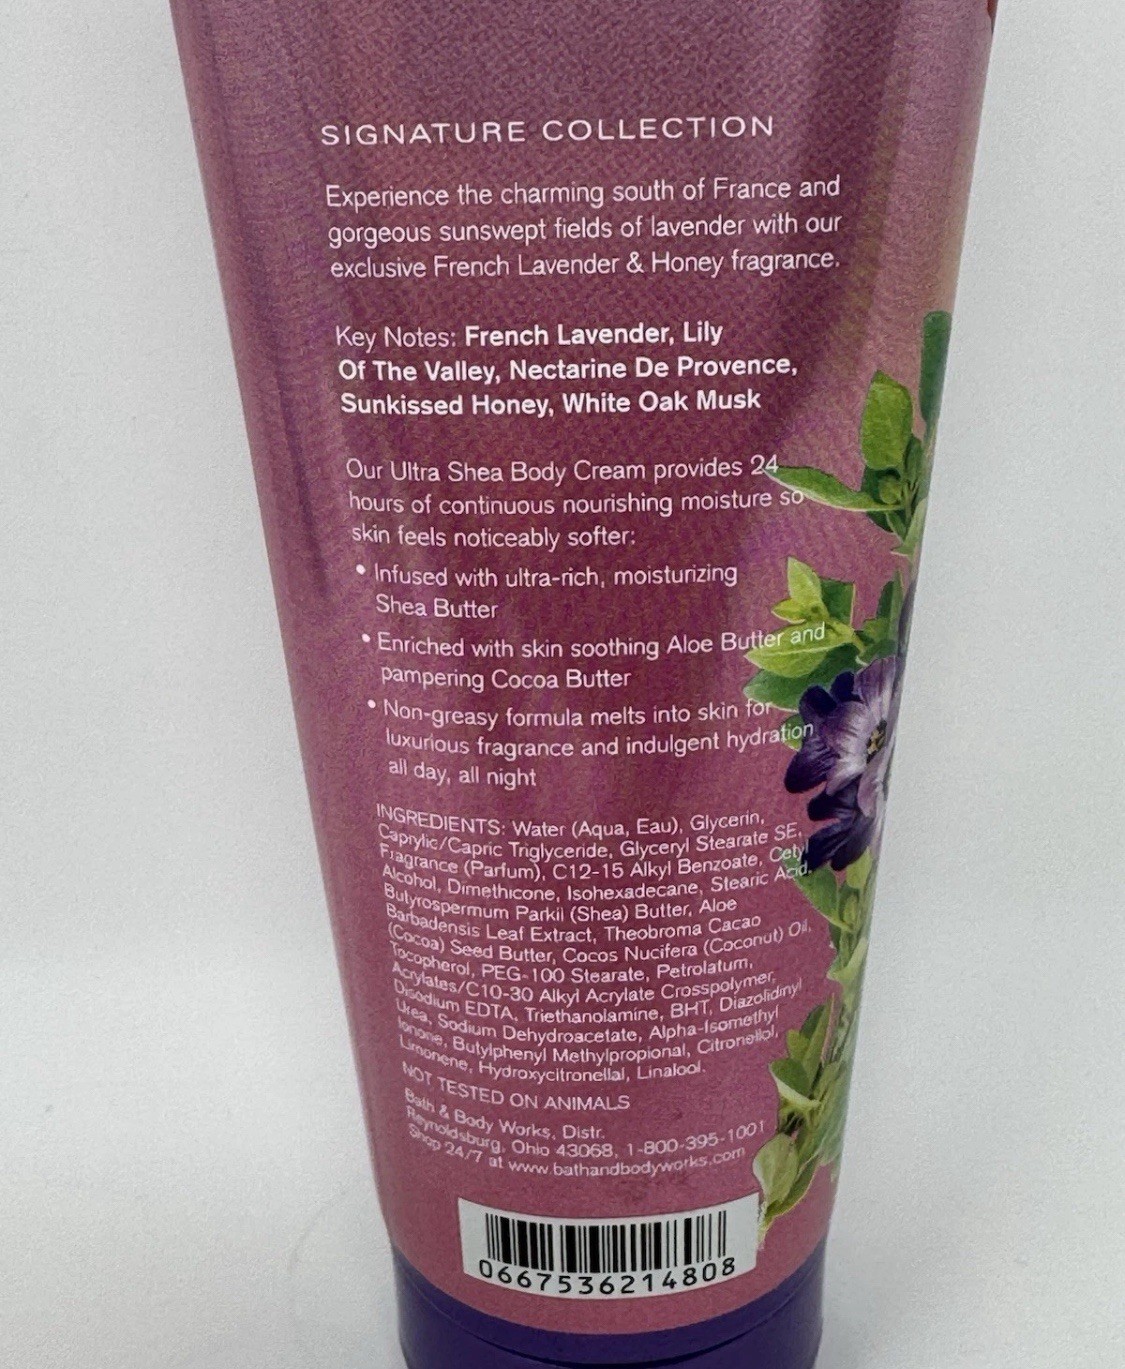 SIGNATURE COLLECTION
Experience the charming south of France and
gorgeous sunswept fields of lavender with our
exclusive French Lavender & Honey fragrance.
Key Notes: French Lavender, Lily
Of The Valley, Nectarine De Provence,
Sunkissed Honey, White Oak Musk
Our Ultra Shea Body Cream provides 24
hours of continuous nourishing moisture so
skin feels noticeably softer:
• Infused with ultra-rich, moisturizing
Shea Butter
• Enriched with skin soothing Aloe Butter and
pampering Cocoa Butter
• Non-greasy formula melts into skin for
luxurious fragrance and indulgent hydration
all day, all night
INGREDIENTS: Water (Aqua, Eau), Glycerin,
Caprylic/Capric Triglyceride, Glyceryl Stearate SE,
Fragrance (Parfum), C12-15 Alkyl Benzoate, Cetyl
Alcohol, Dimethicone, Isohexadecane, Stearic Acid,
Butyrospermum Parkii (Shea) Butter, Aloe
Barbadensis Leaf Extract, Theobroma Cacao
(Cocoa) Seed Butter, Cocos Nucifera (Coconut) Oil,
Tocopherol, PEG-100 Stearate, Petrolatum,
Acrylates/C10-30 Alkyl Acrylate Crosspolymer,
Disodium EDTA, Triethanolamine, BHT, Diazolidinyl
Urea, Sodium Dehydroacetate, Alpha-Isomethyl
Ionone, Butylphenyl Methylpropional, Citronellol,
Limonene, Hydroxycitronellal, Linalool.
NOT TESTED ON ANIMALS
Bath & Body Works, Distr.
Reynoldsburg, Ohio 43068, 1-800-395-1001
Shop 24/7 at www.bathandbodyworks.com
0667536214808